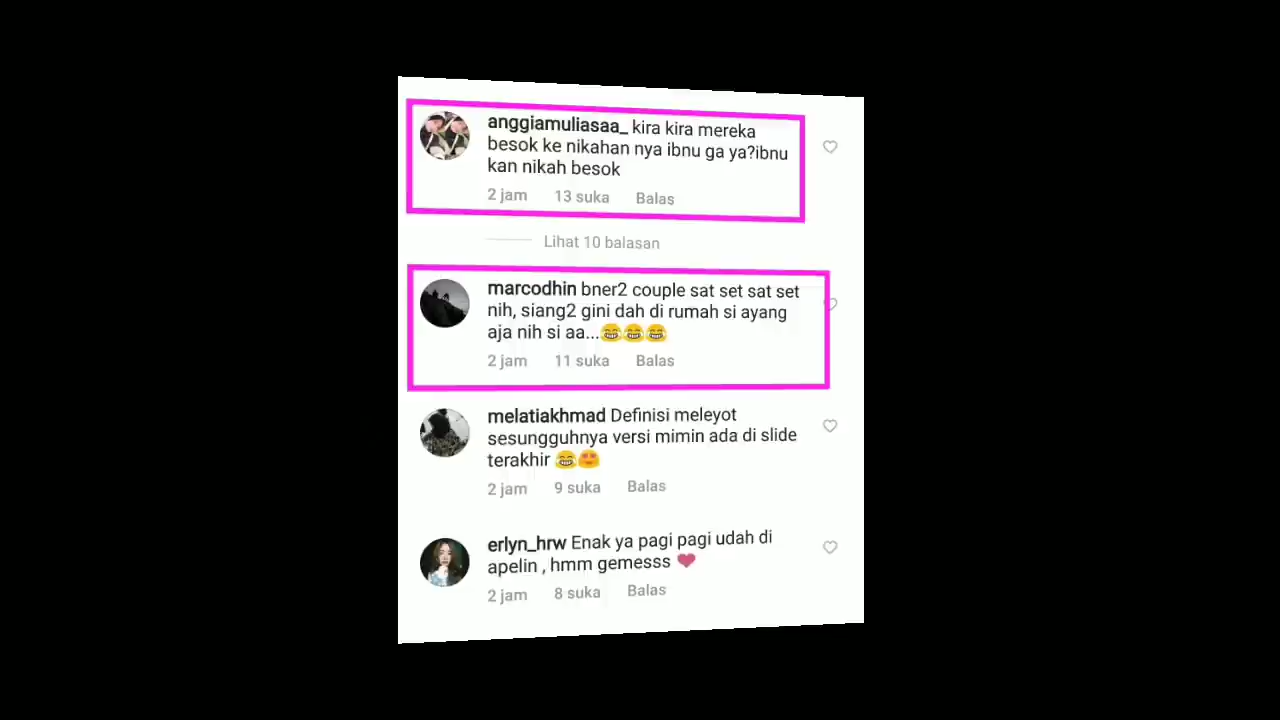 anggiamuliasaa_ kira kira mereka
besok ke nikahan nya ibnu ga ya?ibnu
kan nikah besok
2 jam 13 suka Balas
Lihat 10 balasan
marcodhin bner2 couple sat set sat set
nih, siang2 gini dah di rumah si ayang
aja nih si aa...😂😂😂
2 jam 11 suka Balas
melatiakhmad Definisi meleyot
sesungguhnya versi mimin ada di slide
terakhir 😂😍
2 jam 9 suka Balas
erlyn_hrw Enak ya pagi pagi udah di
apelin , hmm gemesss ❤
2 jam 8 suka Balas